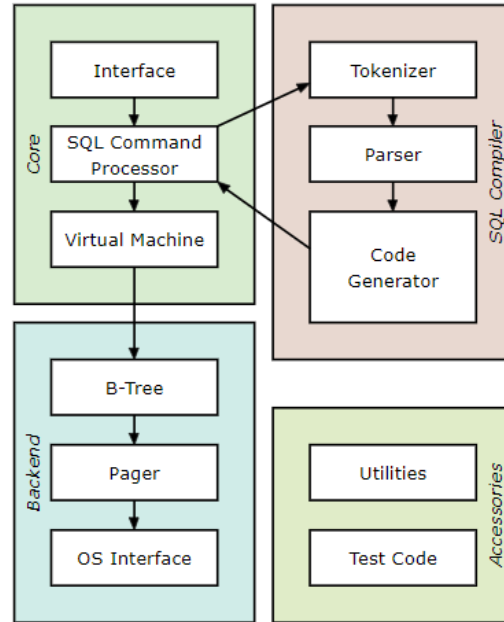 Core
Interface
SQL Command
Processor
Virtual Machine
SQL Compiler
Tokenizer
Parser
Code
Generator
Backend
B-Tree
Pager
OS Interface
Accessories
Utilities
Test Code